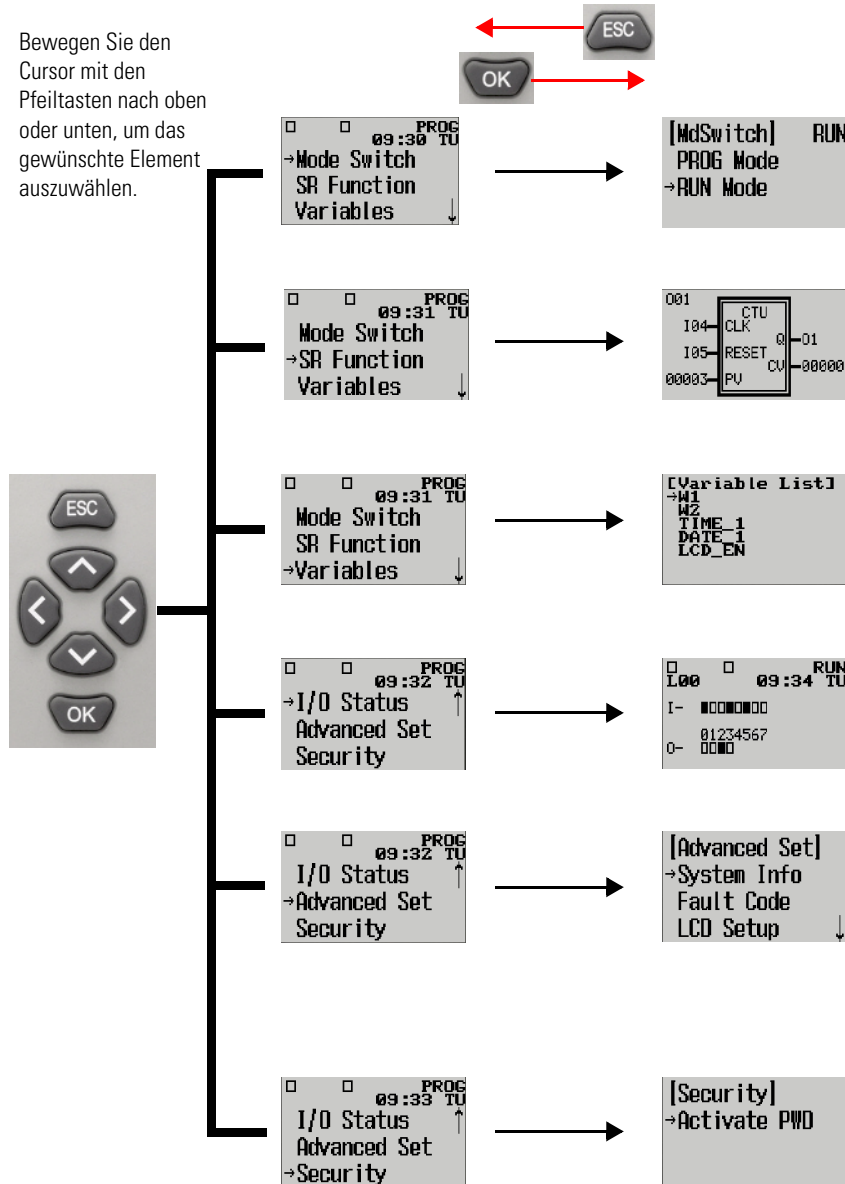 Bewegen Sie den
Cursor mit den
Pfeiltasten nach oben
oder unten, um das
gewünschte Element
auszuwählen.
ESC
OK
PROG
09:30 TU
→Mode Switch
SR Function
Variables ↓
[MdSwitch] RUN
PROG Mode
→RUN Mode
PROG
09:31 TU
Mode Switch
→SR Function
Variables ↓
O01
CTU
I04 CLK
Q O1
I05 RESET
CV 00000
00003 PV
PROG
09:31 TU
Mode Switch
SR Function
→Variables ↓
[Variable List]
→W1
W2
TIME_1
DATE_1
LCD_EN
ESC
OK
PROG
09:32 TU
→I/O Status ↑
Advanced Set
Security
RUN
L00 09:34 TU
I-
01234567
O-
PROG
09:32 TU
I/O Status ↑
→Advanced Set
Security
[Advanced Set]
→System Info
Fault Code
LCD Setup ↓
PROG
09:33 TU
I/O Status ↑
Advanced Set
→Security
[Security]
→Activate PWD